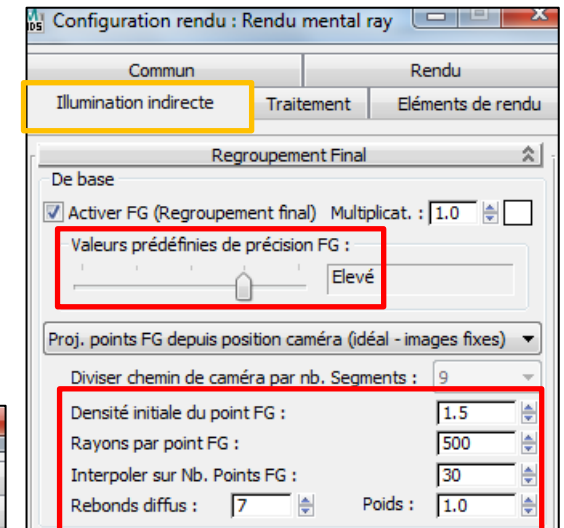 Configuration rendu : Rendu mental ray
Commun Rendu
Illumination indirecte Traitement Eléments de rendu
Regroupement Final
De base
Activer FG (Regroupement final) Multiplicat. : 1.0
Valeurs prédéfinies de précision FG :
Elevé
Proj. points FG depuis position caméra (idéal - images fixes)
Diviser chemin de caméra par nb. Segments : 9
Densité initiale du point FG : 1.5
Rayons par point FG : 500
Interpoler sur Nb. Points FG : 30
Rebonds diffus : 7 Poids : 1.0